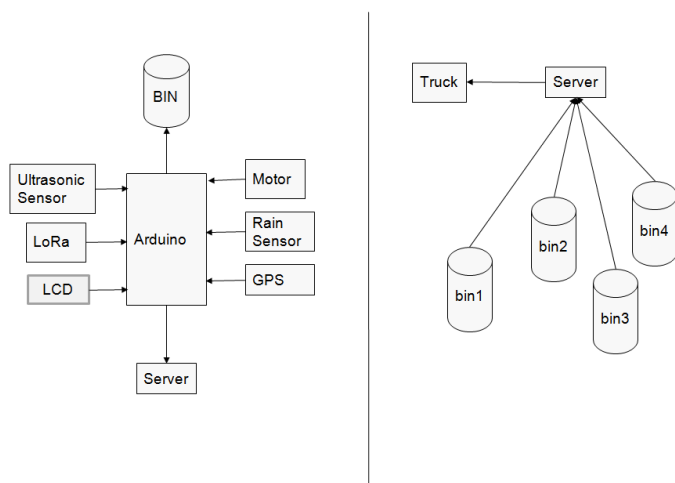 BIN
Ultrasonic
Sensor
LoRa
LCD
Arduino
Motor
Rain
Sensor
GPS
Server
Truck
Server
bin1
bin2
bin3
bin4